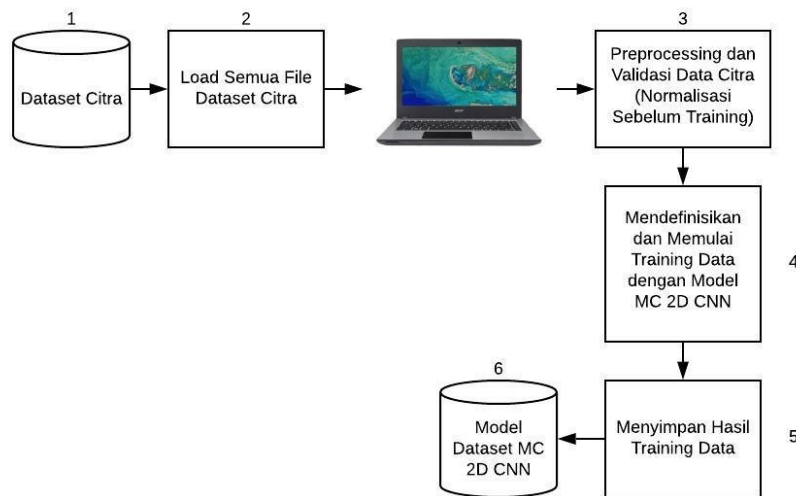 1
Dataset Citra
2
Load Semua File
Dataset Citra
3
Preprocessing dan
Validasi Data Citra
(Normalisasi
Sebelum Training)
Mendefinisikan
dan Memulai
Training Data
dengan Model
MC 2D CNN
4
Menyimpan Hasil
Training Data
5
6
Model
Dataset MC
2D CNN